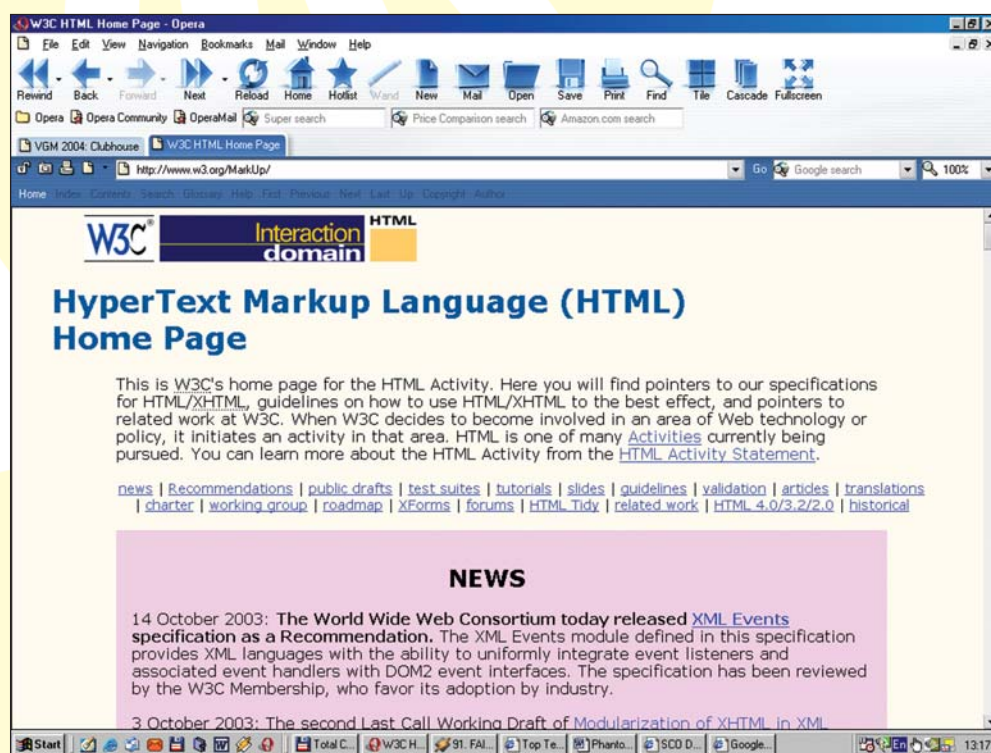 W3C HTML Home Page - Opera
File Edit View Navigation Bookmarks Mail Window Help
Rewind Back Forward Next Reload Home Hotlist Wand New Mail Open Save Print Find Tile Cascade Fullscreen
Opera Opera Community OperaMail Super search Price Comparison search Amazon.com search
VGM 2004: Clubhouse W3C HTML Home Page
http://www.w3.org/MarkUp/ Go Google search 100%
Home Index Contents Search Glossary Help First Previous Next Last Up Copyright Author
W3C® Interaction domain HTML
HyperText Markup Language (HTML)
Home Page
This is W3C's home page for the HTML Activity. Here you will find pointers to our specifications
for HTML/XHTML, guidelines on how to use HTML/XHTML to the best effect, and pointers to
related work at W3C. When W3C decides to become involved in an area of Web technology or
policy, it initiates an activity in that area. HTML is one of many Activities currently being
pursued. You can learn more about the HTML Activity from the HTML Activity Statement.
news | Recommendations | public drafts | test suites | tutorials | slides | guidelines | validation | articles | translations
| charter | working group | roadmap | XForms | forums | HTML Tidy | related work | HTML 4.0/3.2/2.0 | historical
NEWS
14 October 2003: The World Wide Web Consortium today released XML Events
specification as a Recommendation. The XML Events module defined in this specification
provides XML languages with the ability to uniformly integrate event listeners and
associated event handlers with DOM2 event interfaces. The specification has been reviewed
by the W3C Membership, who favor its adoption by industry.
3 October 2003: The second Last Call Working Draft of Modularization of XHTML in XML
Start Total C... W3C H... 91. FAI... Top Te... Phanto... SCO D... Google... En 13:17